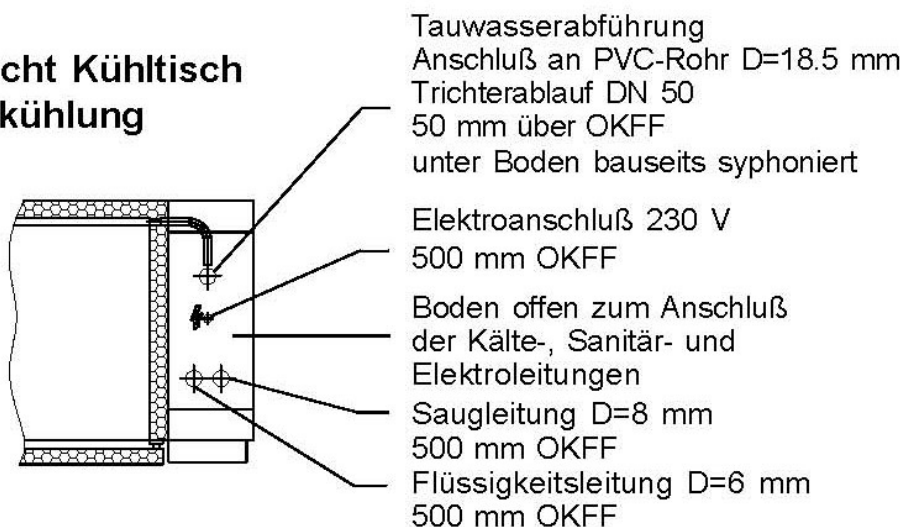 cht Kühltisch
kühlung
Tauwasserabführung
Anschluß an PVC-Rohr D=18.5 mm
Trichterablauf DN 50
50 mm über OKFF
unter Boden bauseits syphoniert
Elektroanschluß 230 V
500 mm OKFF
Boden offen zum Anschluß
der Kälte-, Sanitär- und
Elektroleitungen
Saugleitung D=8 mm
500 mm OKFF
Flüssigkeitsleitung D=6 mm
500 mm OKFF